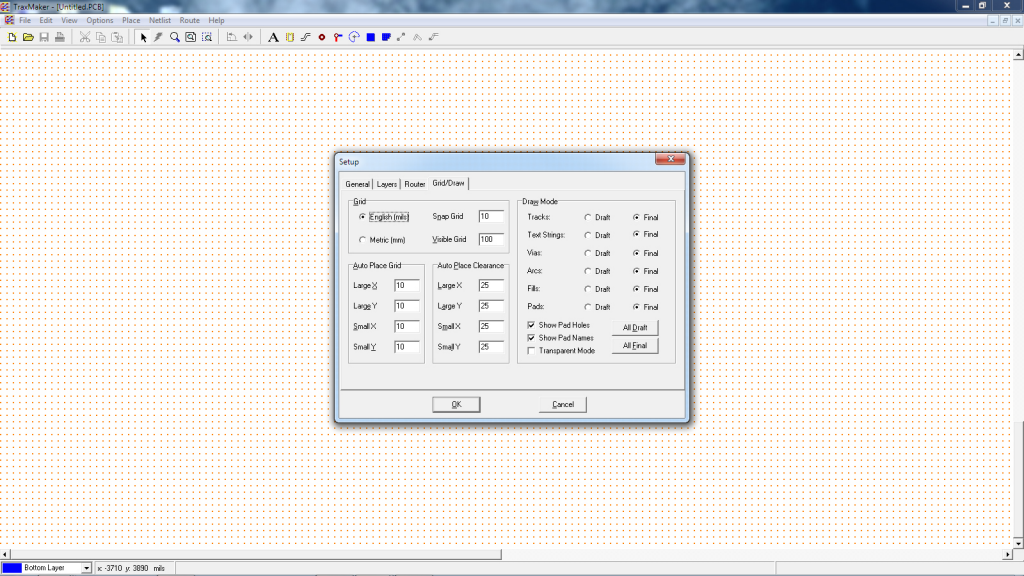 TraxMaker - [Untitled.PCB]
File Edit View Options Place Netlist Route Help
Setup
General Layers Router Grid/Draw
Grid
English (mils) Snap Grid 10
Metric (mm) Visible Grid 100
Auto Place Grid
Large X 10
Large Y 10
Small X 10
Small Y 10
Auto Place Clearance
Large X 25
Large Y 25
Small X 25
Small Y 25
Draw Mode
Tracks: Draft Final
Text Strings: Draft Final
Vias: Draft Final
Arcs: Draft Final
Fills: Draft Final
Pads: Draft Final
Show Pad Holes
Show Pad Names
Transparent Mode
All Draft
All Final
OK Cancel
Bottom Layer x: -3710 y: 3890 mils